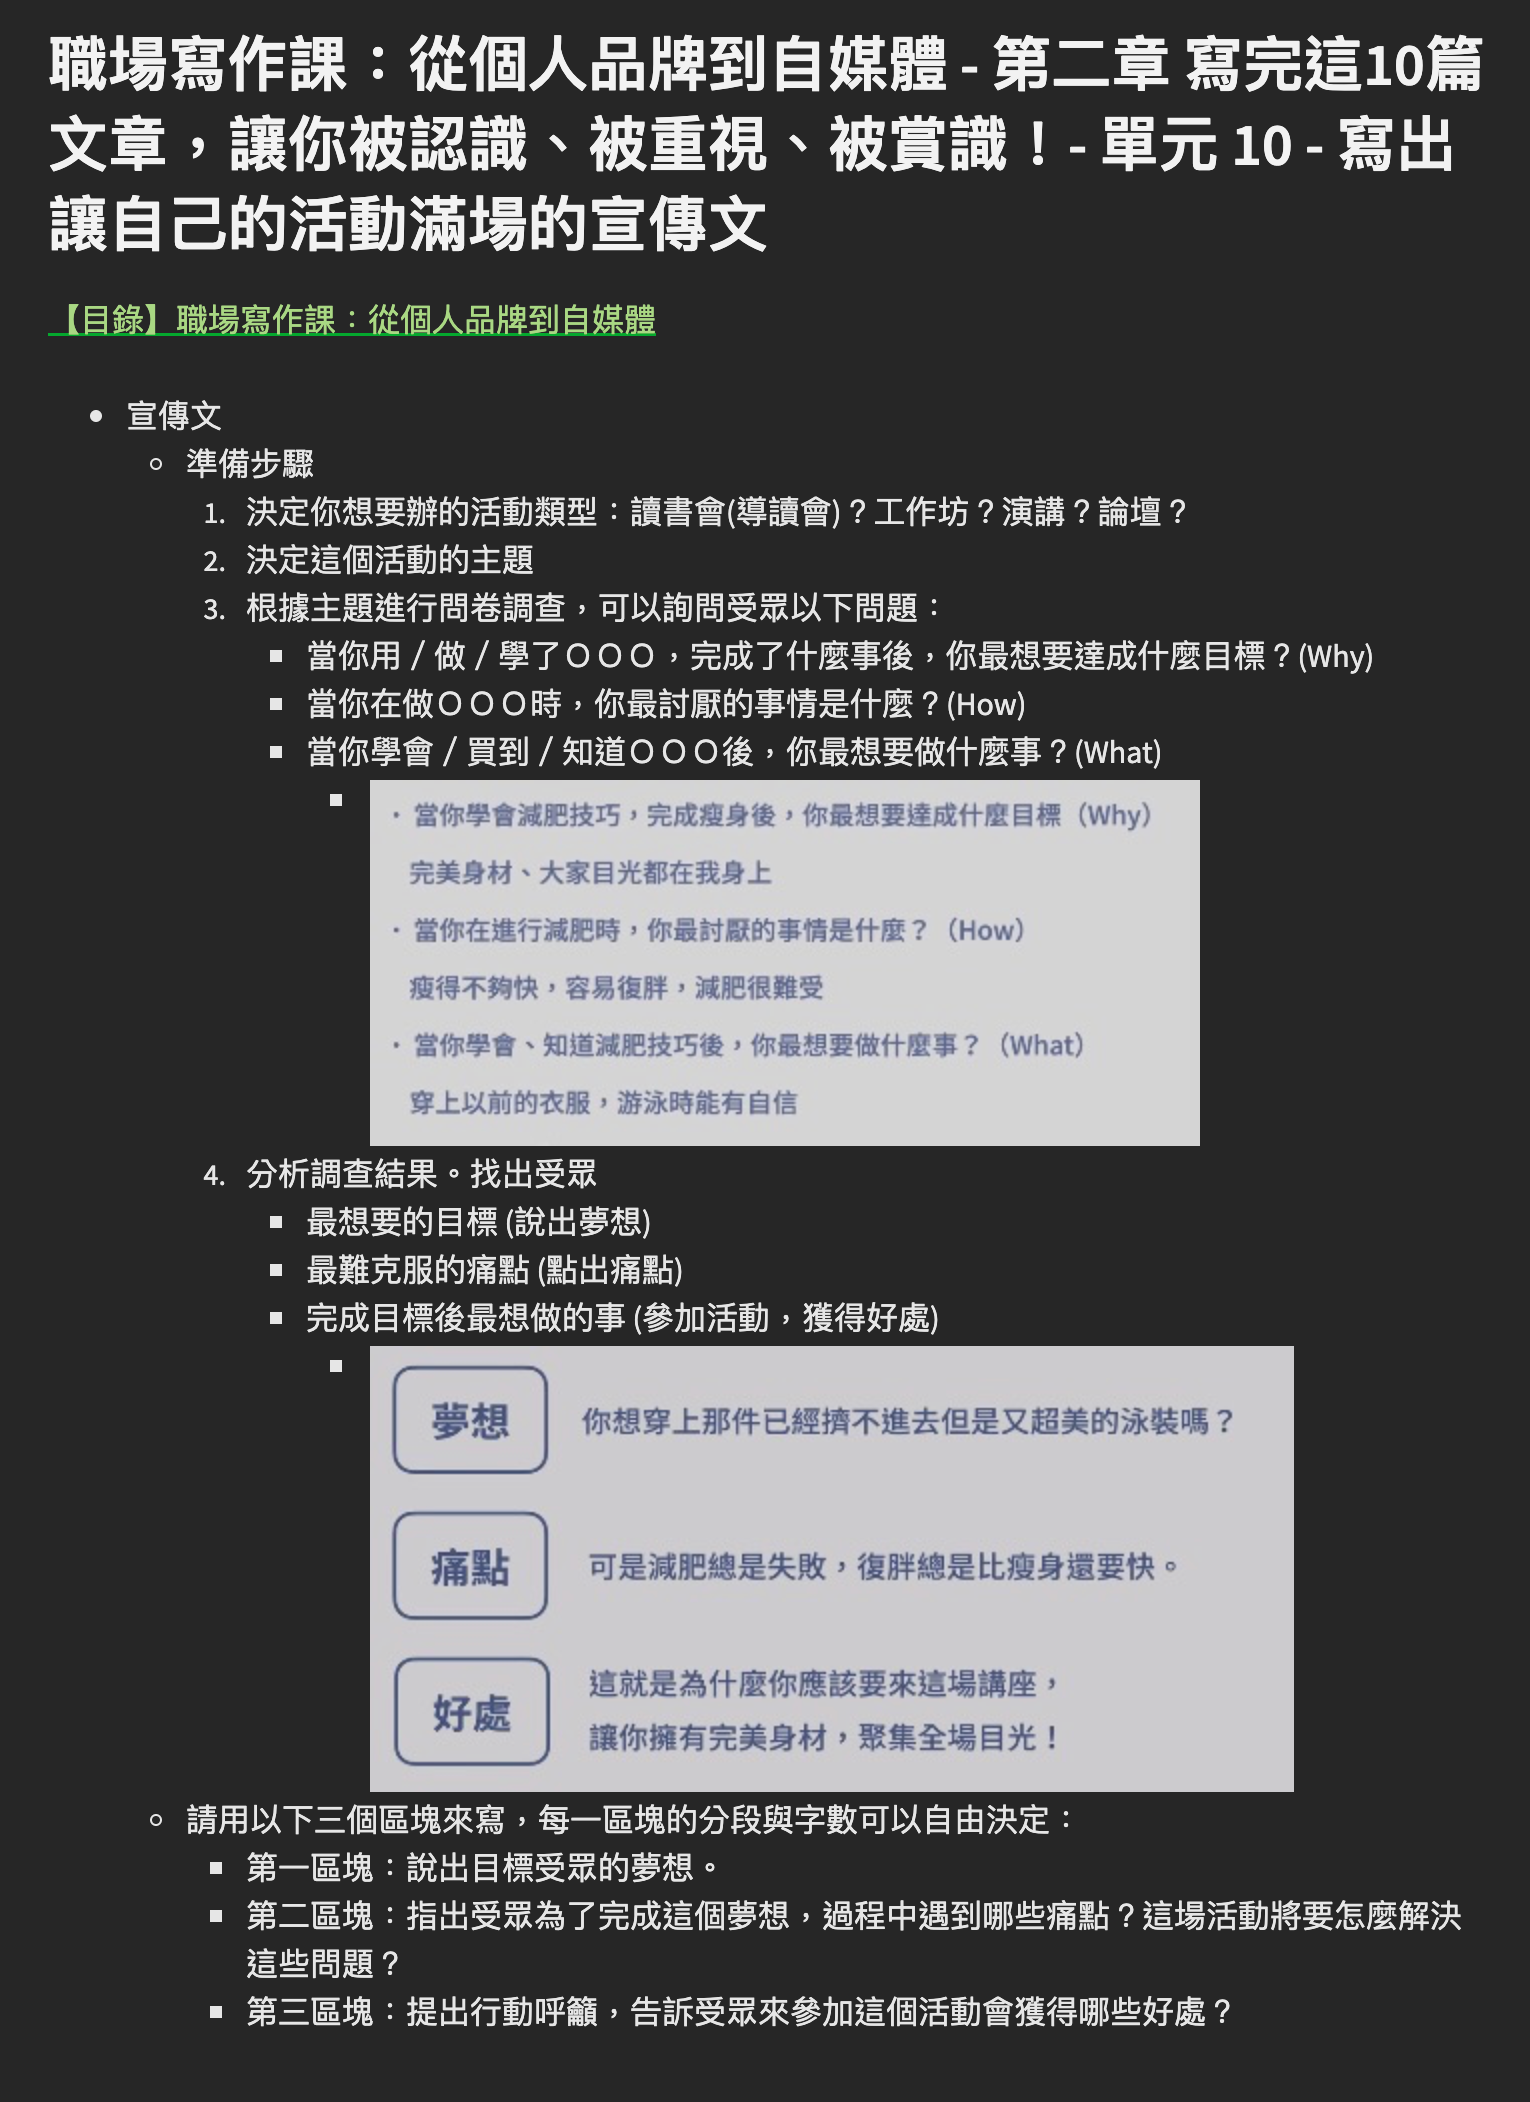 職場寫作課：從個人品牌到自媒體 - 第二章 寫完這10篇
文章，讓你被認識、被重視、被賞識！- 單元 10 - 寫出
讓自己的活動滿場的宣傳文
【目錄】職場寫作課：從個人品牌到自媒體
• 宣傳文
◦ 準備步驟
1. 決定你想要辦的活動類型：讀書會(導讀會)？工作坊？演講？論壇？
2. 決定這個活動的主題
3. 根據主題進行問卷調查，可以詢問受眾以下問題：
▪ 當你用／做／學了ＯＯＯ，完成了什麼事後，你最想要達成什麼目標？(Why)
▪ 當你在做ＯＯＯ時，你最討厭的事情是什麼？(How)
▪ 當你學會／買到／知道ＯＯＯ後，你最想要做什麼事？(What)
▪
・當你學會減肥技巧，完成瘦身後，你最想要達成什麼目標（Why）
完美身材、大家目光都在我身上
・當你在進行減肥時，你最討厭的事情是什麼？（How）
瘦得不夠快，容易復胖，減肥很難受
・當你學會、知道減肥技巧後，你最想要做什麼事？（What）
穿上以前的衣服，游泳時能有自信
4. 分析調查結果。找出受眾
▪ 最想要的目標 (說出夢想)
▪ 最難克服的痛點 (點出痛點)
▪ 完成目標後最想做的事 (參加活動，獲得好處)
▪
夢想 你想穿上那件已經擠不進去但是又超美的泳裝嗎？
痛點 可是減肥總是失敗，復胖總是比瘦身還要快。
好處 這就是為什麼你應該要來這場講座，
讓你擁有完美身材，聚集全場目光！
◦ 請用以下三個區塊來寫，每一區塊的分段與字數可以自由決定：
▪ 第一區塊：說出目標受眾的夢想。
▪ 第二區塊：指出受眾為了完成這個夢想，過程中遇到哪些痛點？這場活動將要怎麼解決
這些問題？
▪ 第三區塊：提出行動呼籲，告訴受眾來參加這個活動會獲得哪些好處？